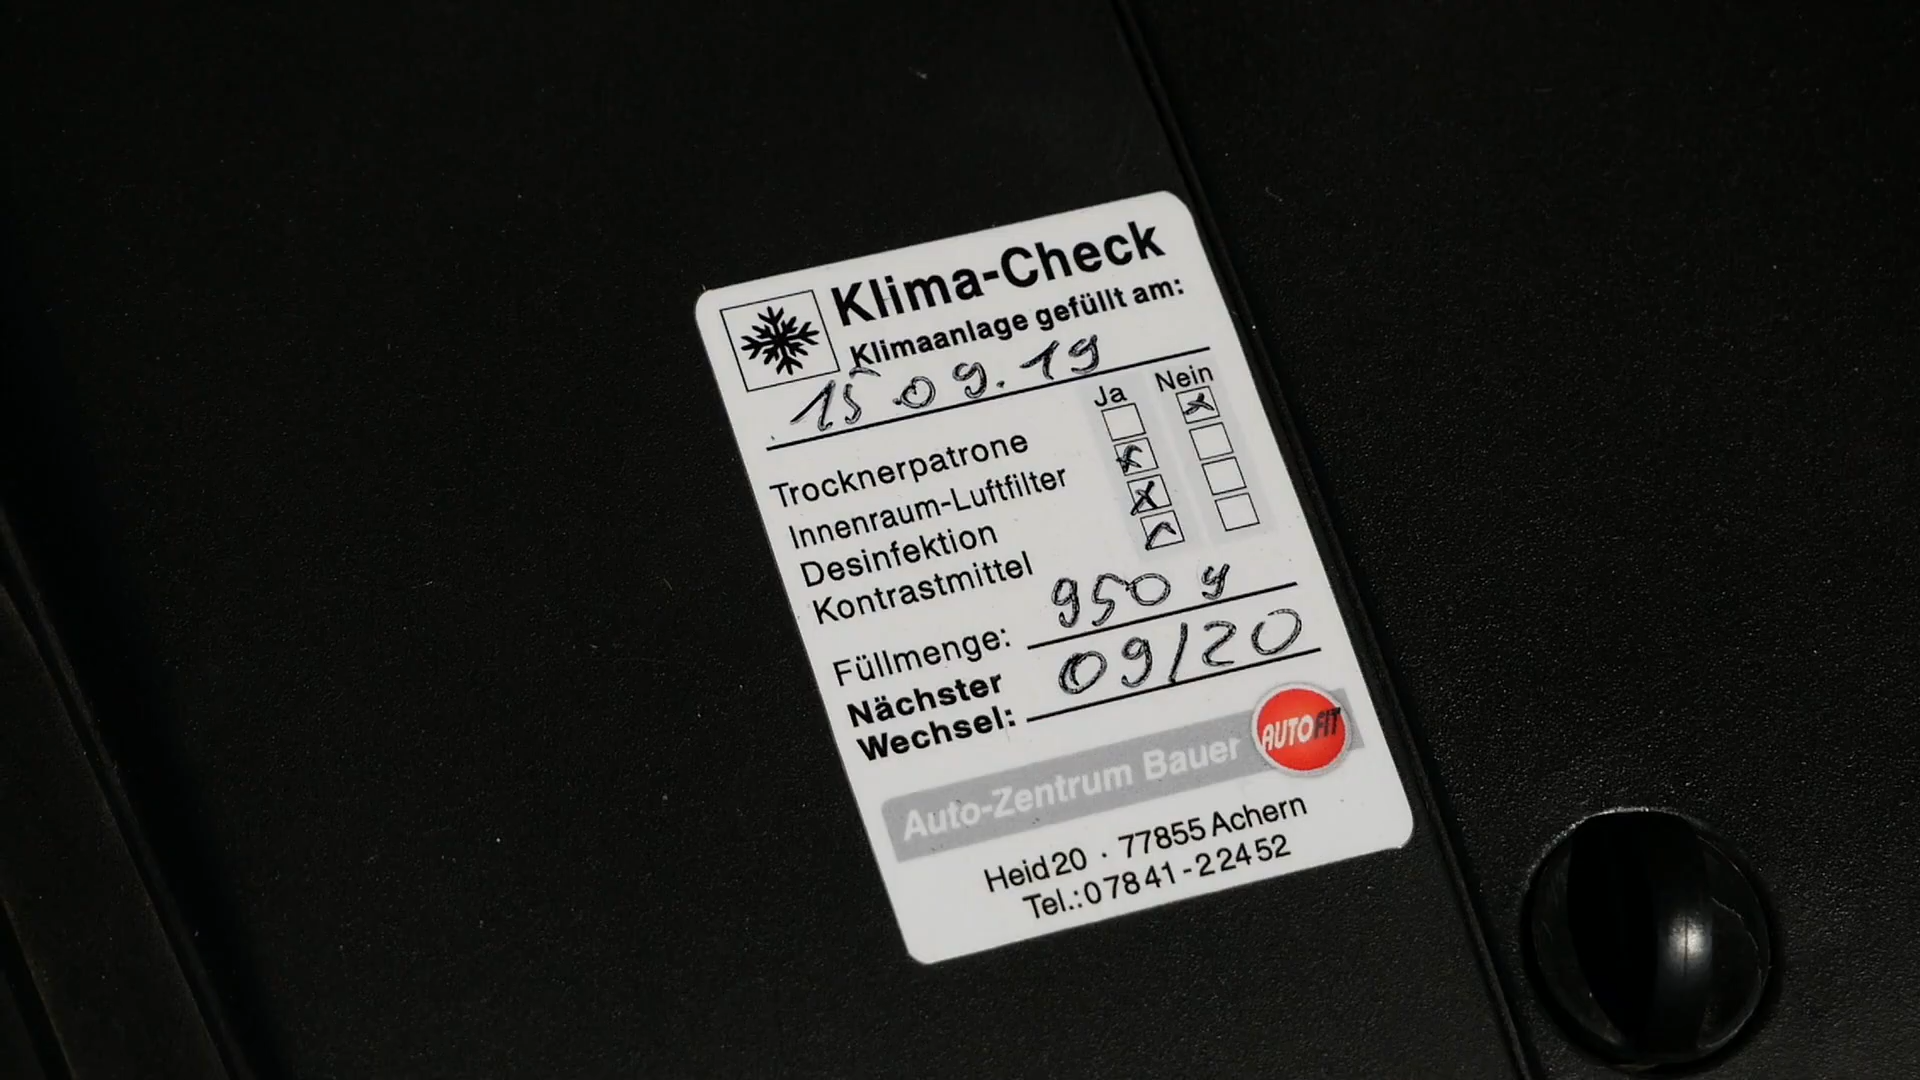 Klima-Check
Klimaanlage gefüllt am:
15.09.19
Ja Nein
Trocknerpatrone
Innenraum-Luftfilter
Desinfektion
Kontrastmittel
Füllmenge: 950 g
Nächster
Wechsel: 09/20
Auto-Zentrum Bauer AUTOFIT
Heid 20 · 77855 Achern
Tel.: 07841-22452